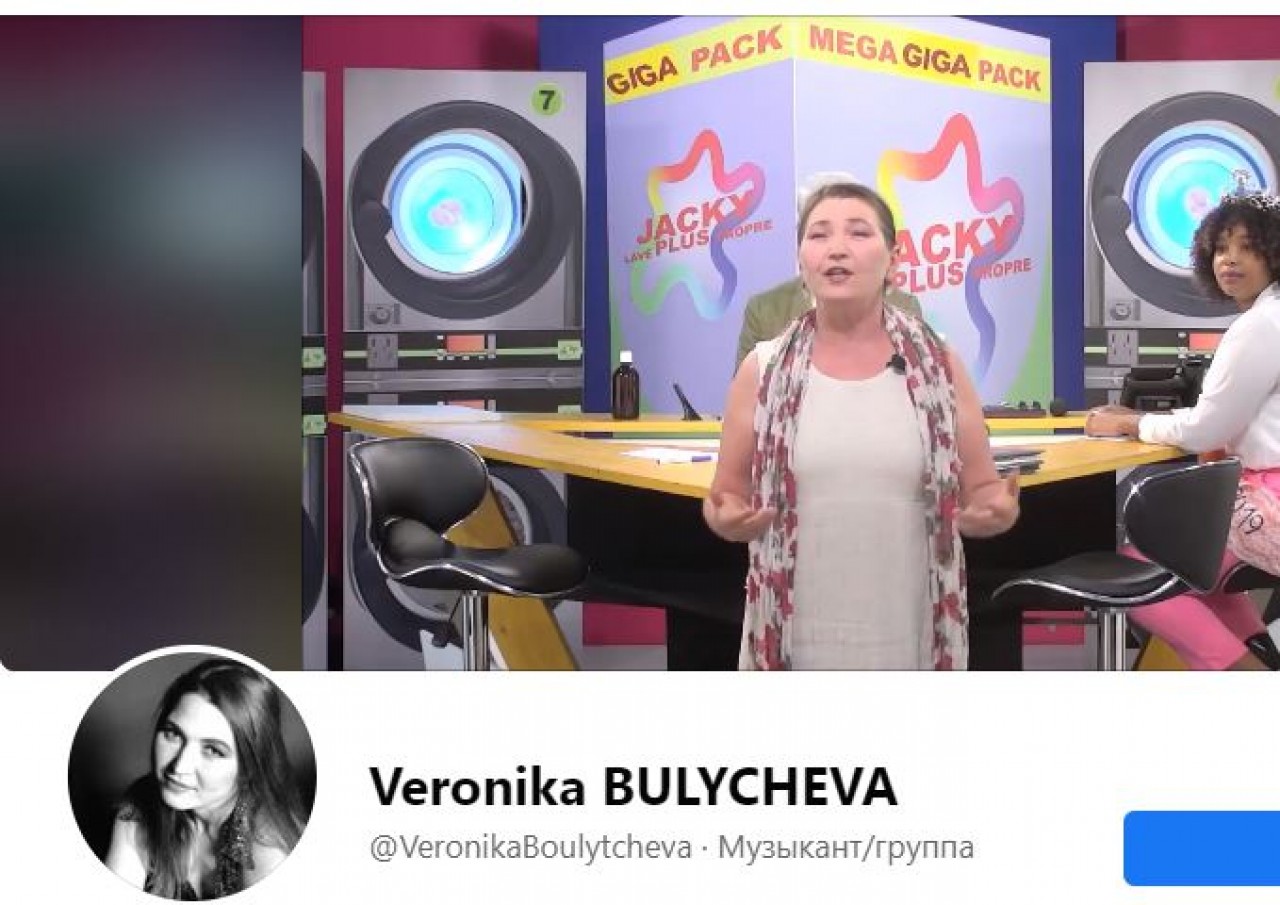 GIGA PACK
MEGA GIGA PACK
7
JACKY
LAVE PLUS PROPRE
JACKY
PLUS PROPRE
Veronika BULYCHEVA
@VeronikaBoulytcheva · Музыкант/группа